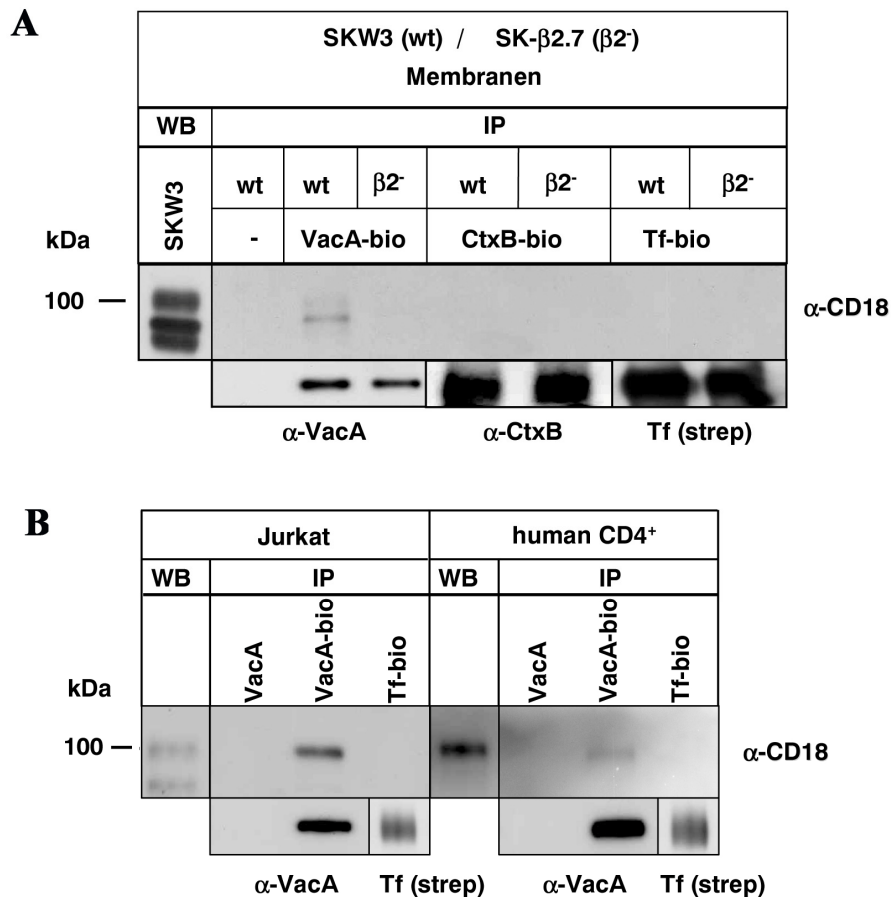 A
SKW3 (wt) / SK-β2.7 (β2⁻)
Membranen
WB IP
SKW3
wt wt β2⁻ wt β2⁻ wt β2⁻
kDa - VacA-bio CtxB-bio Tf-bio
100 α-CD18
α-VacA α-CtxB Tf (strep)
B
Jurkat human CD4⁺
WB IP WB IP
VacA VacA-bio Tf-bio VacA VacA-bio Tf-bio
kDa
100 α-CD18
α-VacA Tf (strep) α-VacA Tf (strep)